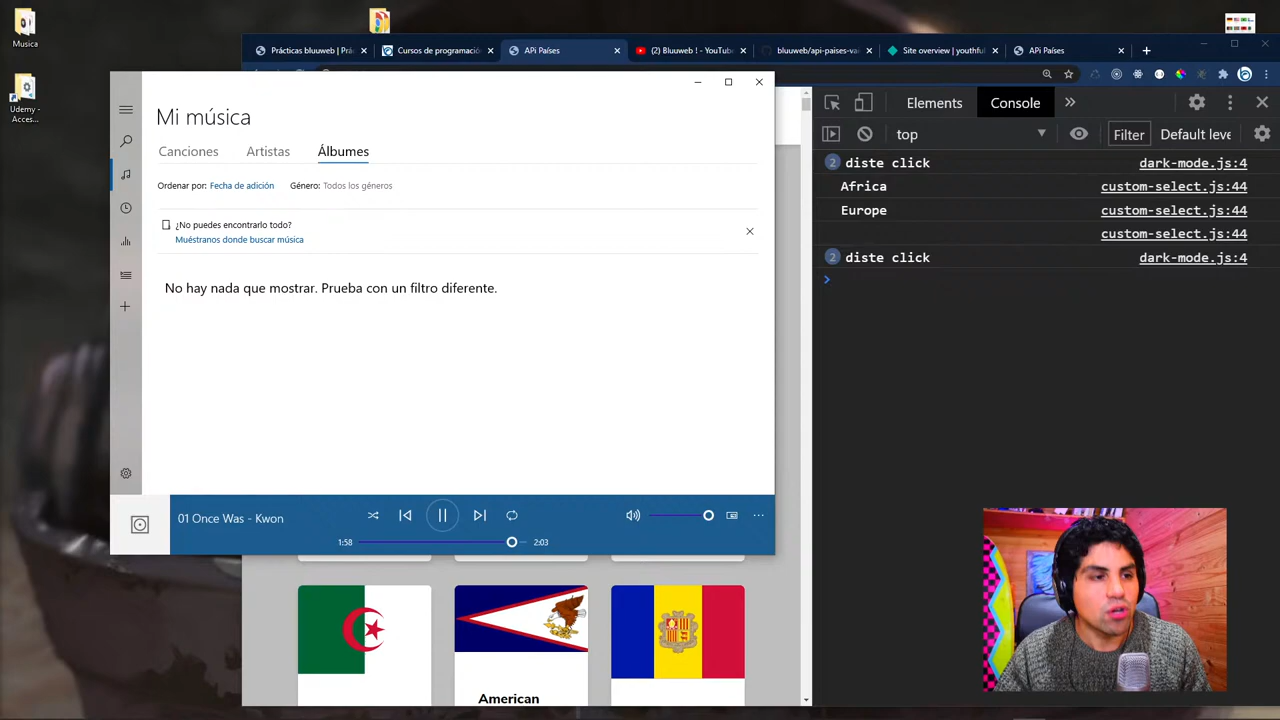 Musica
Udemy -
Acces...
Prácticas bluuweb | Prác
Cursos de programació
APi Países
(2) Bluuweb ! - YouTube
bluuweb/api-paises-va
Site overview | youthful
APi Países
Mi música
Canciones
Artistas
Álbumes
Ordenar por: Fecha de adición
Género: Todos los géneros
¿No puedes encontrarlo todo?
Muéstranos donde buscar música
No hay nada que mostrar. Prueba con un filtro diferente.
01 Once Was - Kwon
1:58
2:03
American
Elements
Console
top
Filter
Default leve
2 diste click dark-mode.js:4
Africa custom-select.js:44
Europe custom-select.js:44
custom-select.js:44
2 diste click dark-mode.js:4